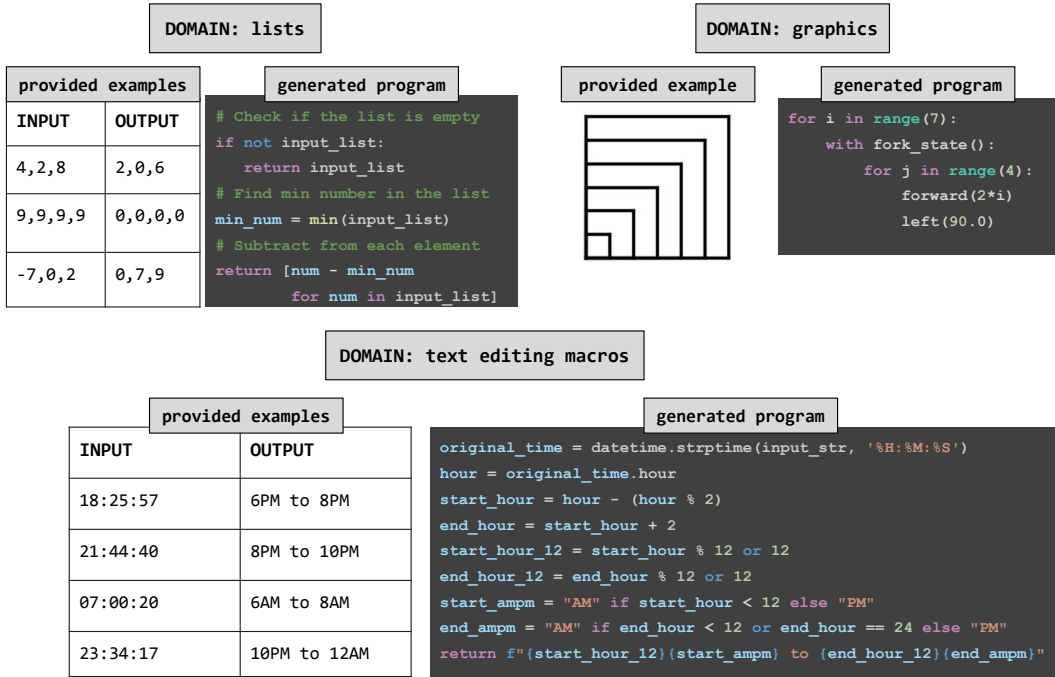 DOMAIN: lists
provided examples
generated program
INPUT OUTPUT
4,2,8 2,0,6
9,9,9,9 0,0,0,0
-7,0,2 0,7,9
# Check if the list is empty
if not input_list:
return input_list
# Find min number in the list
min_num = min(input_list)
# Subtract from each element
return [num - min_num
for num in input_list]
DOMAIN: graphics
provided example
generated program
for i in range(7):
with fork_state():
for j in range(4):
forward(2*i)
left(90.0)
DOMAIN: text editing macros
provided examples
generated program
INPUT OUTPUT
18:25:57 6PM to 8PM
21:44:40 8PM to 10PM
07:00:20 6AM to 8AM
23:34:17 10PM to 12AM
original_time = datetime.strptime(input_str, '%H:%M:%S')
hour = original_time.hour
start_hour = hour - (hour % 2)
end_hour = start_hour + 2
start_hour_12 = start_hour % 12 or 12
end_hour_12 = end_hour % 12 or 12
start_ampm = "AM" if start_hour < 12 else "PM"
end_ampm = "AM" if end_hour < 12 or end_hour == 24 else "PM"
return f"{start_hour_12}{start_ampm} to {end_hour_12}{end_ampm}"